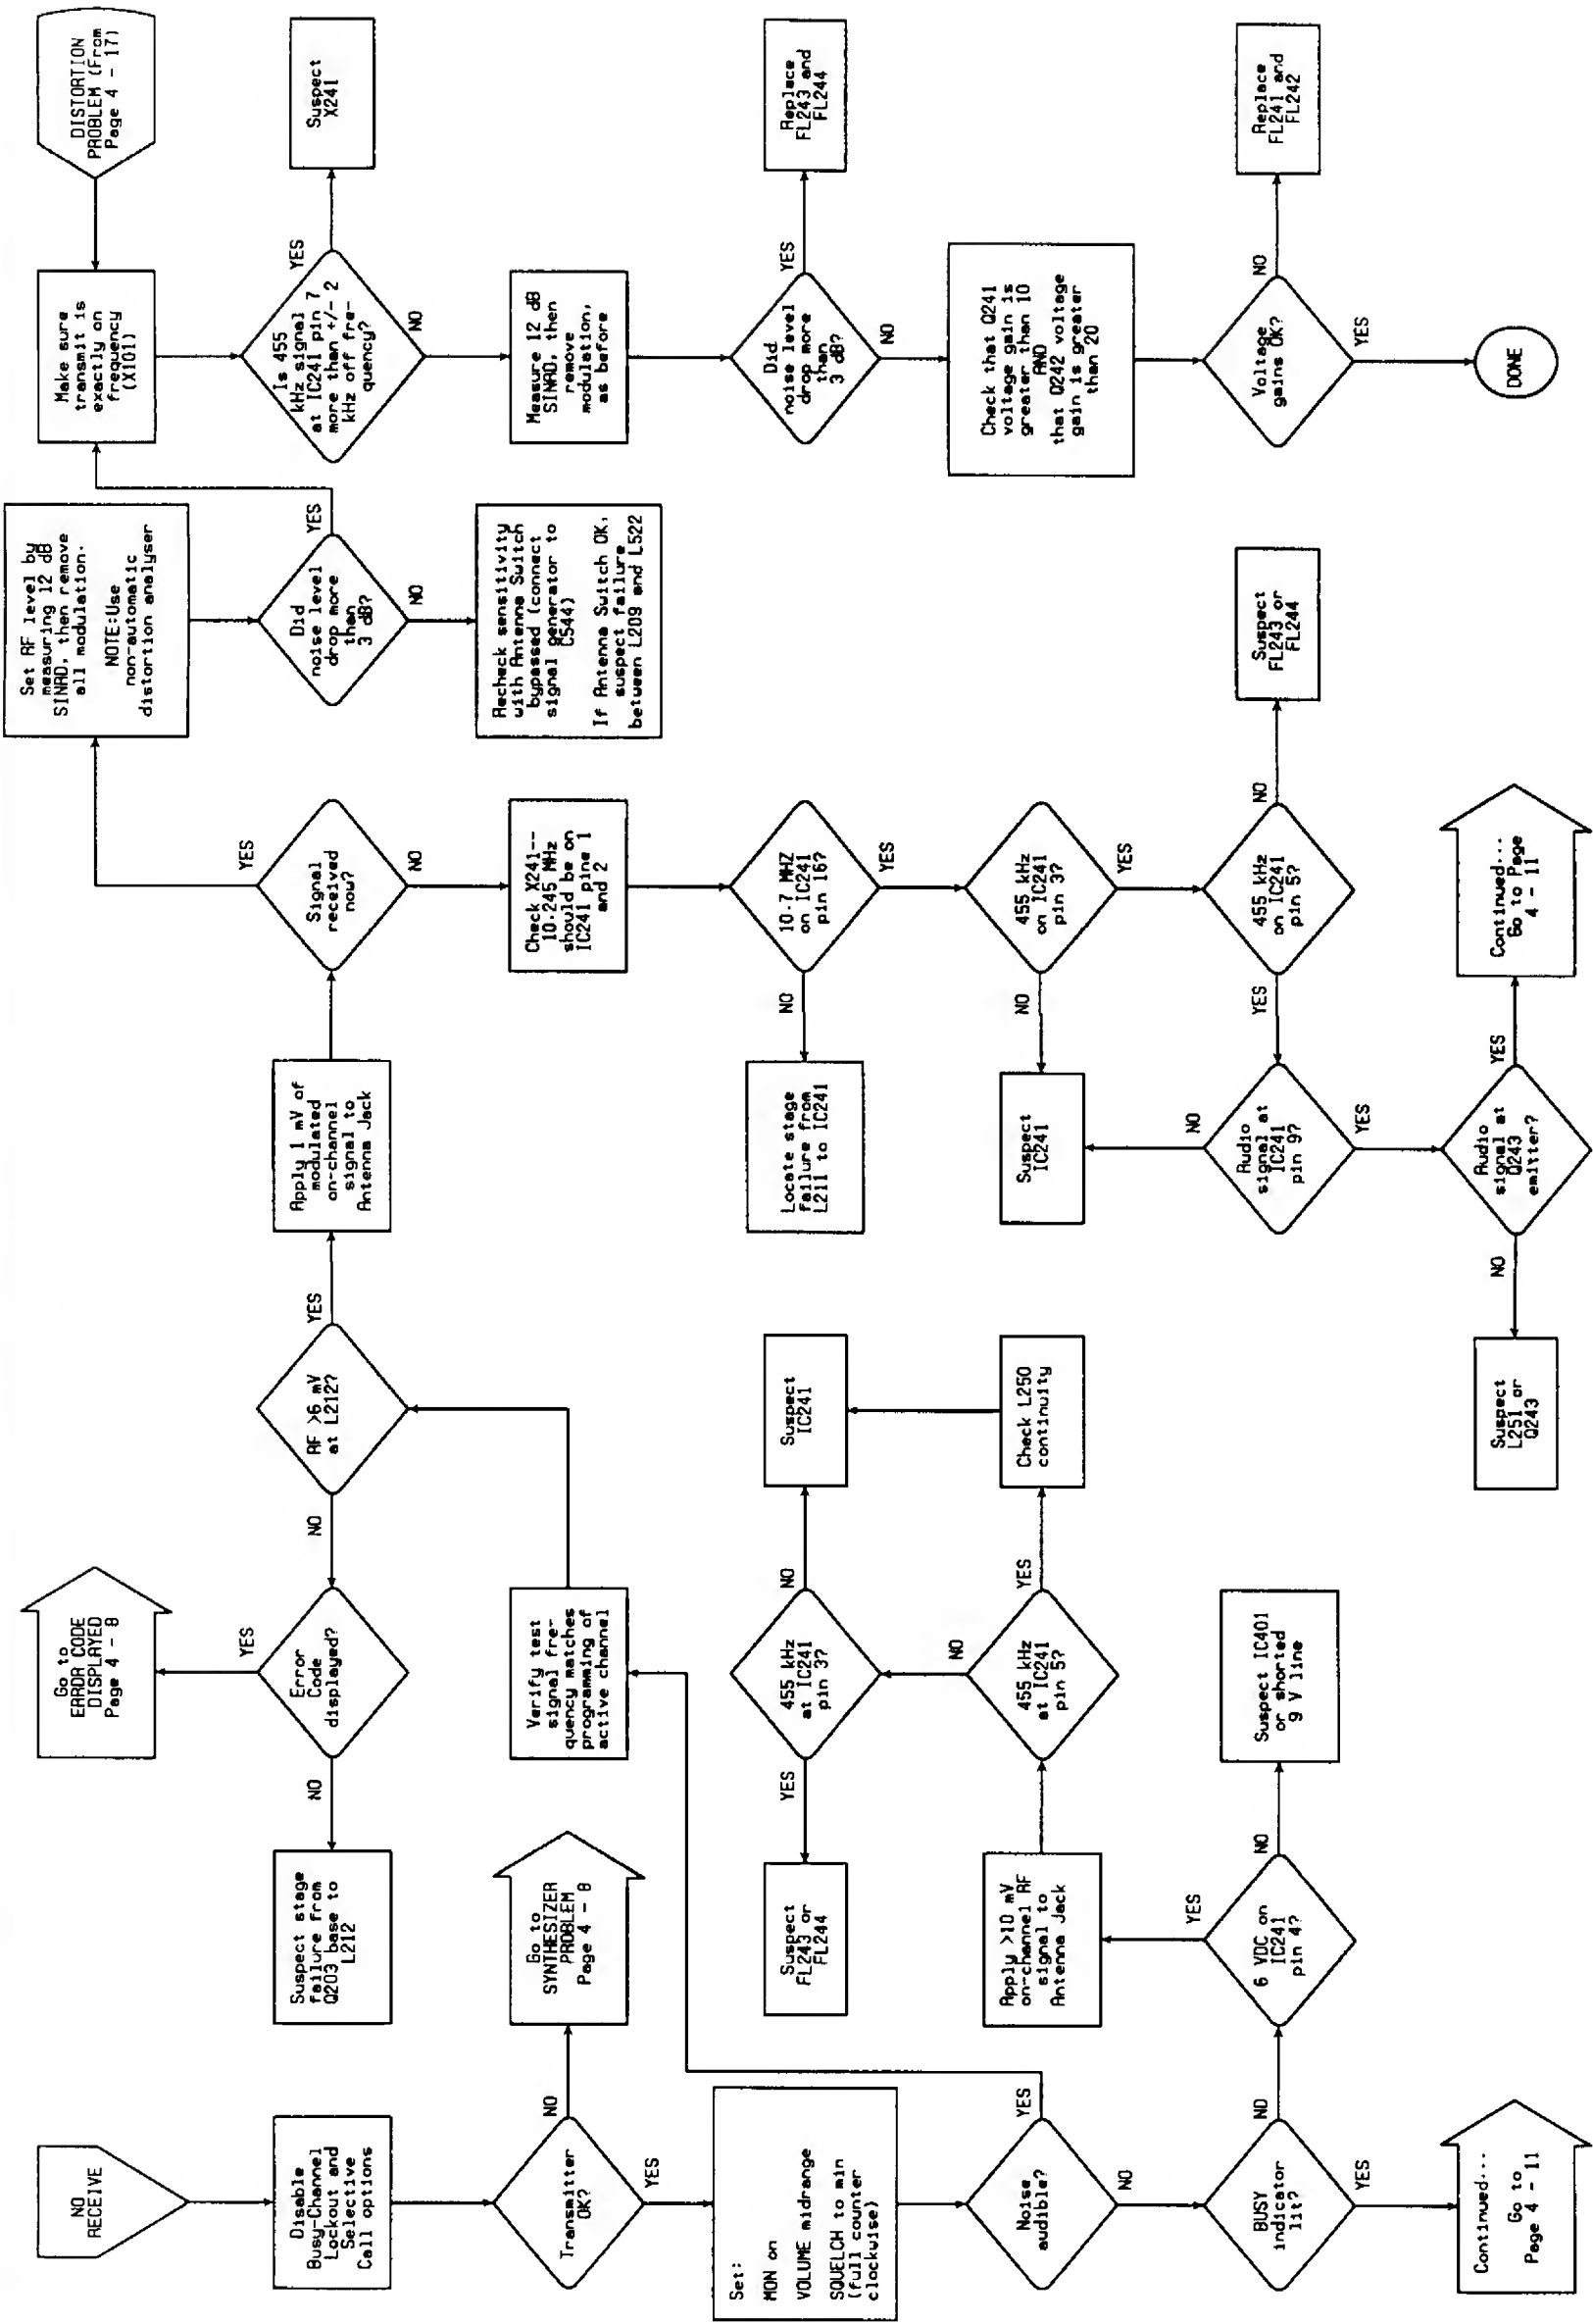 NO
RECEIVE
Disable
Busy-Channel
Lockout and
Selective
Call options
Transmitter
OK?
NO
Go to
SYNTHESIZER
PROBLEM
Page 4 - 8
YES
Set:
MON on
VOLUME midrange
SQUELCH to min
(full counter
clockwise)
Noise
audible?
YES
NO
BUSY
indicator
lit?
YES
Continued...
Go to
Page 4 - 11
NO
6 VDC on
IC241
pin 4?
NO
Suspect IC401
or shorted
9 V line
YES
Apply >10 mV
on-channel RF
signal to
Antenna Jack
455 kHz
at IC241
pin 5?
YES
Check L250
continuity
NO
455 kHz
at IC241
pin 3?
NO
Suspect
IC241
YES
Suspect
FL243 or
FL244
Verify test
signal fre-
quency matches
programming of
active channel
RF >6 mV
at L212?
NO
Error
Code
displayed?
YES
Go to
ERROR CODE
DISPLAYED
Page 4 - 8
NO
Suspect stage
failure from
Q203 base to
L212
YES
Apply 1 mV of
modulated
on-channel
signal to
Antenna Jack
Signal
received
now?
YES
NO
Check X241--
10.245 MHz
should be on
IC241 pine 1
and 2
10.7 MHZ
on IC241
pin 16?
NO
Locate stage
failure from
L211 to IC241
YES
455 kHz
on IC241
pin 3?
NO
Suspect
IC241
YES
455 kHz
on IC241
pin 5?
NO
Suspect
FL243 or
FL244
YES
Audio
signal at
IC241
pin 9?
NO
YES
Audio
signal at
Q243
emitter?
NO
Suspect
L251 or
Q243
YES
Continued...
Go to Page
4 - 11
Set RF level by
measuring 12 dB
SINAD, then remove
all modulation.
NOTE:Use
non-automatic
distortion analyser
Did
noise level
drop more
than
3 dB?
YES
NO
Recheck sensitivity
with Antenna Switch
bypassed (connect
signal generator to
C544)
If Antenna Switch OK,
suspect failure
between L209 and L522
DISTORTION
PROBLEM (From
Page 4 - 17)
Make sure
transmit is
exactly on
frequency
(X101)
Is 455
kHz signal
at IC241 pin 7
more than +/- 2
kHz off fre-
quency?
YES
Suspect
X241
NO
Measure 12 dB
SINAD, then
remove
modulation,
as before
Did
noise level
drop more
than
3 dB?
YES
Replace
FL243 and
FL244
NO
Check that Q241
voltage gain is
greater than 10
AND
that Q242 voltage
gain is greater
than 20
Voltage
gains OK?
NO
Replace
FL241 and
FL242
YES
DONE